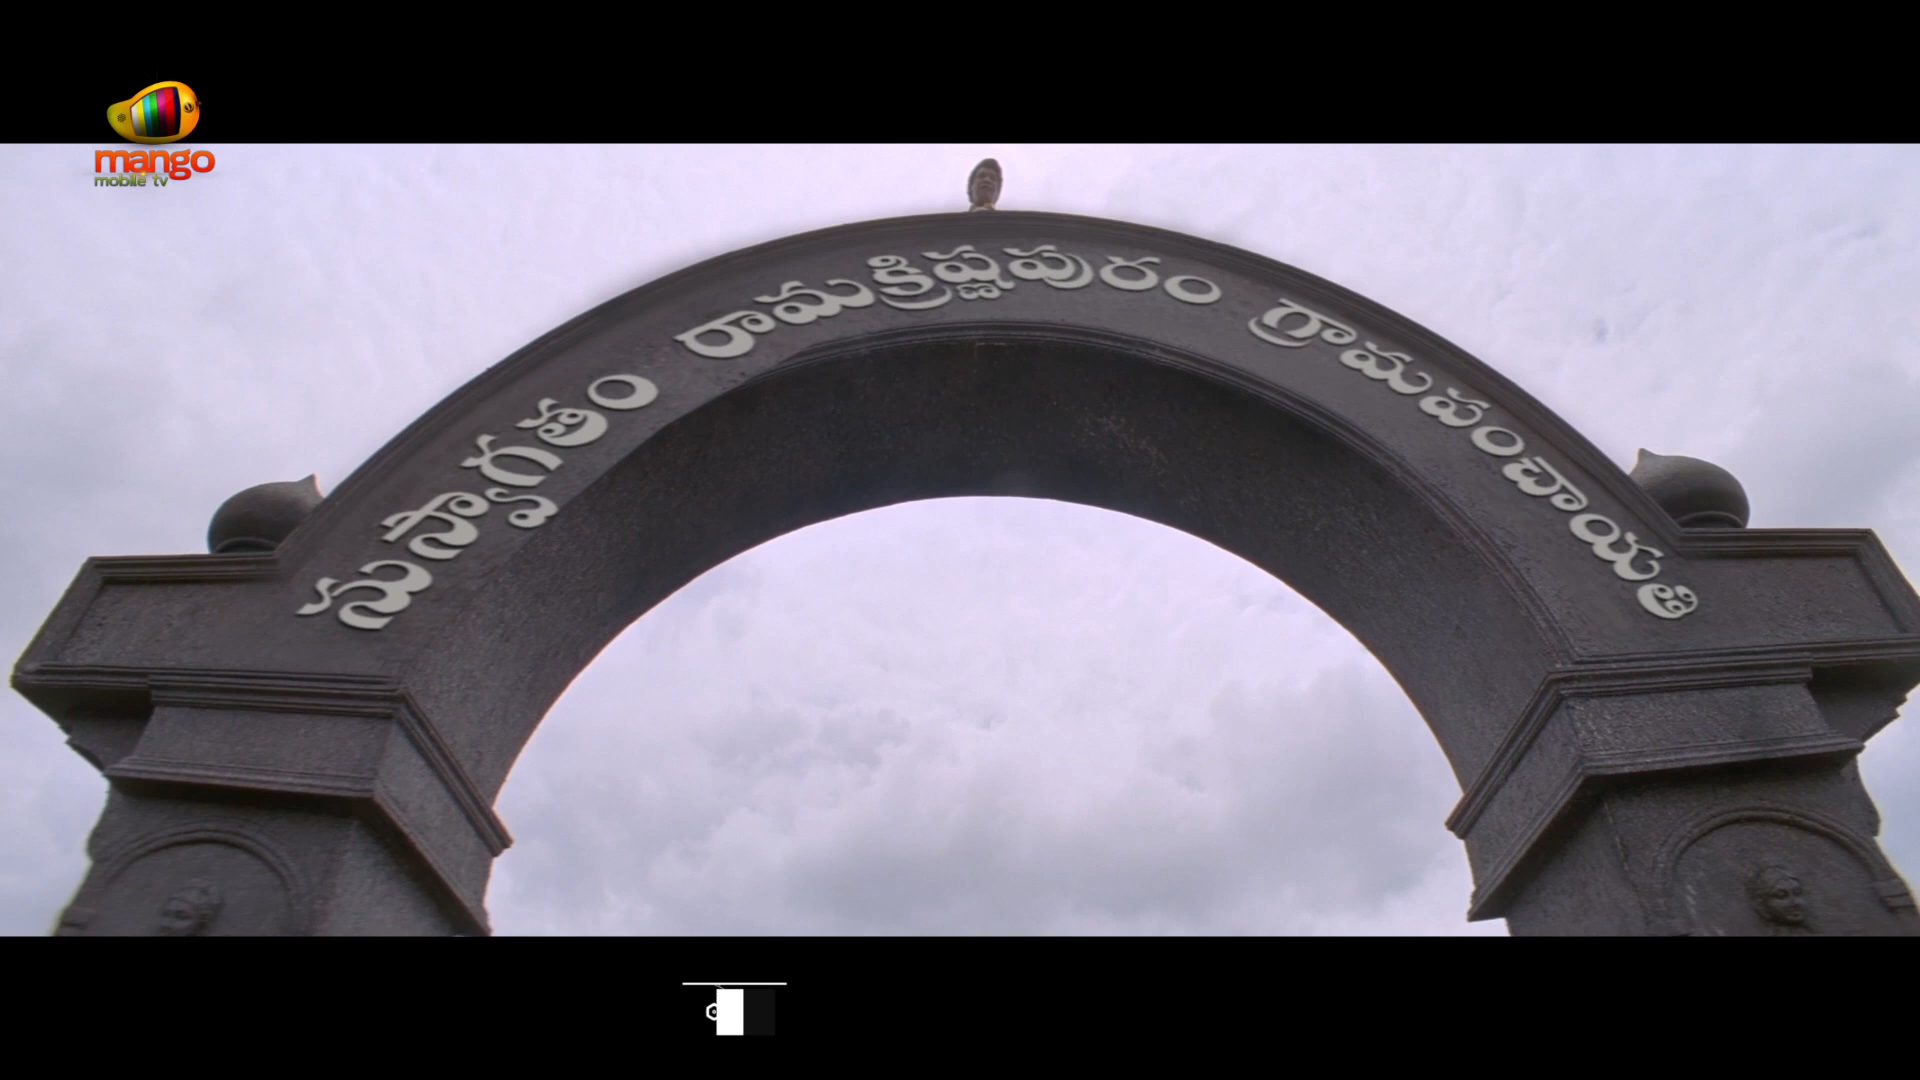 mango
mobile tv
సుస్వాగతం రామక్రిష్ణపురం గ్రామపంచాయతి